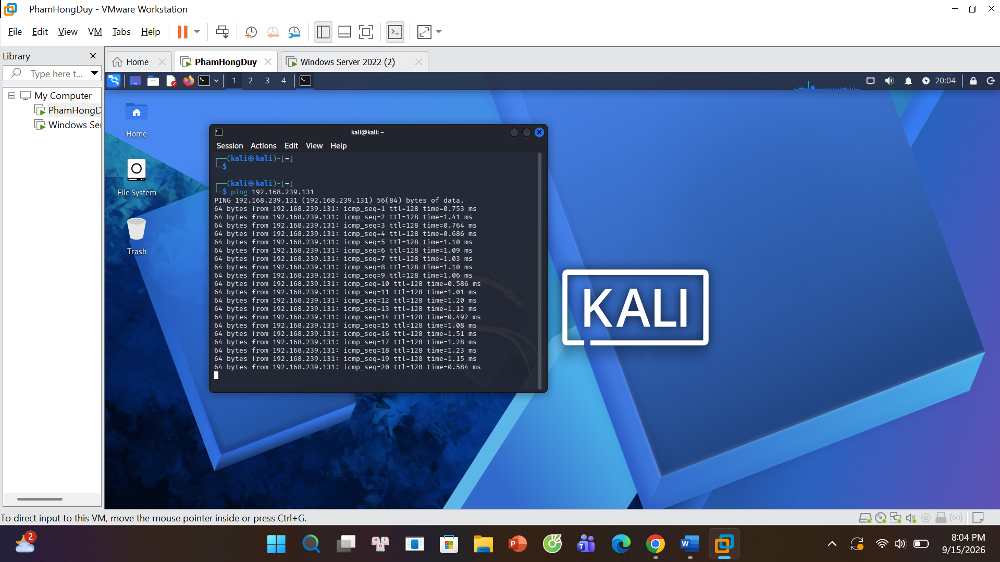 PhamHongDuy - VMware Workstation
File Edit View VM Tabs Help
Library
Type here t...
My Computer
PhamHongD
Windows Ser
Home
PhamHongDuy
Windows Server 2022 (2)
1 2 3 4
20:04
Home
File System
Trash
kali@kali: ~
Session Actions Edit View Help
┌──(kali㉿kali)-[~]
└─$
┌──(kali㉿kali)-[~]
└─$ ping 192.168.239.131
PING 192.168.239.131 (192.168.239.131) 56(84) bytes of data.
64 bytes from 192.168.239.131: icmp_seq=1 ttl=128 time=0.753 ms
64 bytes from 192.168.239.131: icmp_seq=2 ttl=128 time=1.41 ms
64 bytes from 192.168.239.131: icmp_seq=3 ttl=128 time=0.764 ms
64 bytes from 192.168.239.131: icmp_seq=4 ttl=128 time=0.686 ms
64 bytes from 192.168.239.131: icmp_seq=5 ttl=128 time=1.10 ms
64 bytes from 192.168.239.131: icmp_seq=6 ttl=128 time=1.09 ms
64 bytes from 192.168.239.131: icmp_seq=7 ttl=128 time=1.03 ms
64 bytes from 192.168.239.131: icmp_seq=8 ttl=128 time=1.10 ms
64 bytes from 192.168.239.131: icmp_seq=9 ttl=128 time=1.06 ms
64 bytes from 192.168.239.131: icmp_seq=10 ttl=128 time=0.586 ms
64 bytes from 192.168.239.131: icmp_seq=11 ttl=128 time=1.01 ms
64 bytes from 192.168.239.131: icmp_seq=12 ttl=128 time=1.20 ms
64 bytes from 192.168.239.131: icmp_seq=13 ttl=128 time=1.12 ms
64 bytes from 192.168.239.131: icmp_seq=14 ttl=128 time=0.492 ms
64 bytes from 192.168.239.131: icmp_seq=15 ttl=128 time=1.08 ms
64 bytes from 192.168.239.131: icmp_seq=16 ttl=128 time=1.51 ms
64 bytes from 192.168.239.131: icmp_seq=17 ttl=128 time=1.28 ms
64 bytes from 192.168.239.131: icmp_seq=18 ttl=128 time=1.23 ms
64 bytes from 192.168.239.131: icmp_seq=19 ttl=128 time=1.15 ms
64 bytes from 192.168.239.131: icmp_seq=20 ttl=128 time=0.584 ms
KALI
To direct input to this VM, move the mouse pointer inside or press Ctrl+G.
2
8:04 PM
9/15/2026